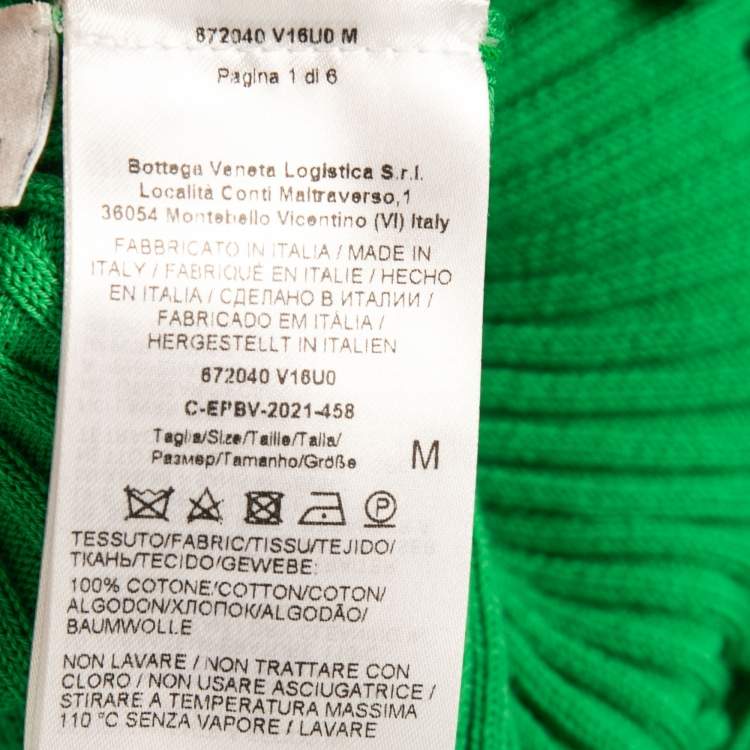 672040 V16U0 M
Pagina 1 di 6
Bottega Veneta Logistica S.r.l.
Località Conti Maltraverso,1
36054 Montebello Vicentino (VI) Italy
FABBRICATO IN ITALIA / MADE IN
ITALY / FABRIQUÉ EN ITALIE / HECHO
EN ITALIA / СДЕЛАНО В ИТАЛИИ /
FABRICADO EM ITÁLIA /
HERGESTELLT IN ITALIEN
672040 V16U0
C-EPBV-2021-458
Taglia/Size/Taille/Talla/
Размер/Tamanho/Größe M
P
TESSUTO/FABRIC/TISSU/TEJIDO/
ТКАНЬ/TECIDO/GEWEBE:
100% COTONE/COTTON/COTON/
ALGODON/ХЛОПОК/ALGODÃO/
BAUMWOLLE
NON LAVARE / NON TRATTARE CON
CLORO / NON USARE ASCIUGATRICE /
STIRARE A TEMPERATURA MASSIMA
110 °C SENZA VAPORE / LAVARE